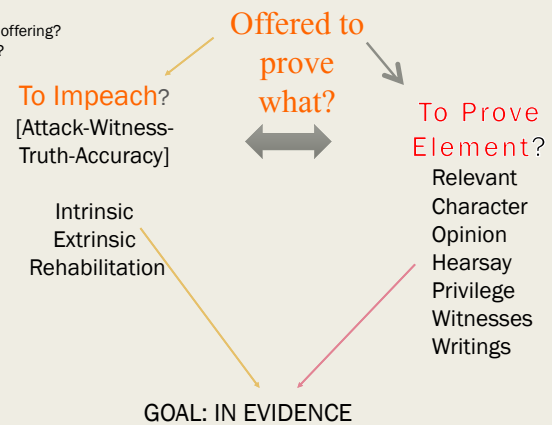 offering?
?
Offered to
prove
what?
To Impeach?
[Attack-Witness-
Truth-Accuracy]
Intrinsic
Extrinsic
Rehabilitation
To Prove
Element?
Relevant
Character
Opinion
Hearsay
Privilege
Witnesses
Writings
GOAL: IN EVIDENCE